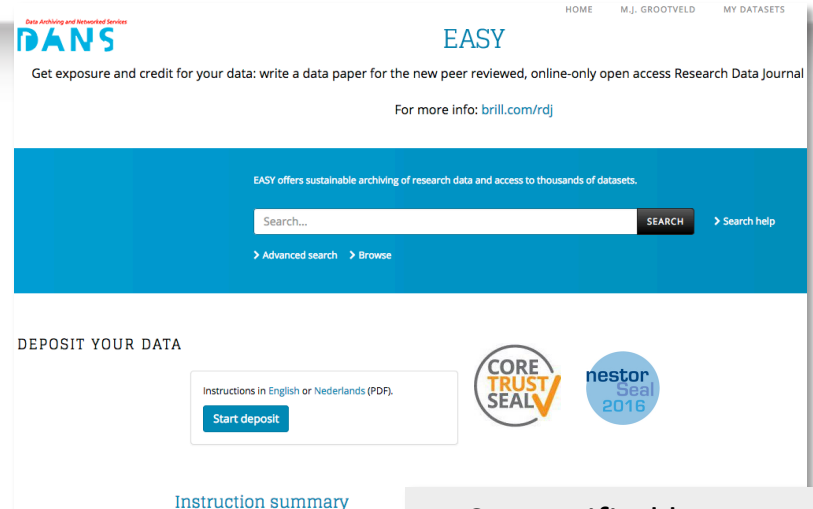 HOME M.J. GROOTVELD MY DATASETS
Data Archiving and Networked Services
DANS
EASY
Get exposure and credit for your data: write a data paper for the new peer reviewed, online-only open access Research Data Journal
For more info: brill.com/rdj
EASY offers sustainable archiving of research data and access to thousands of datasets.
Search... SEARCH > Search help
> Advanced search > Browse
DEPOSIT YOUR DATA
CORE
TRUST
SEAL
nestor
Seal
2016
Instructions in English or Nederlands (PDF).
Start deposit
Instruction summary